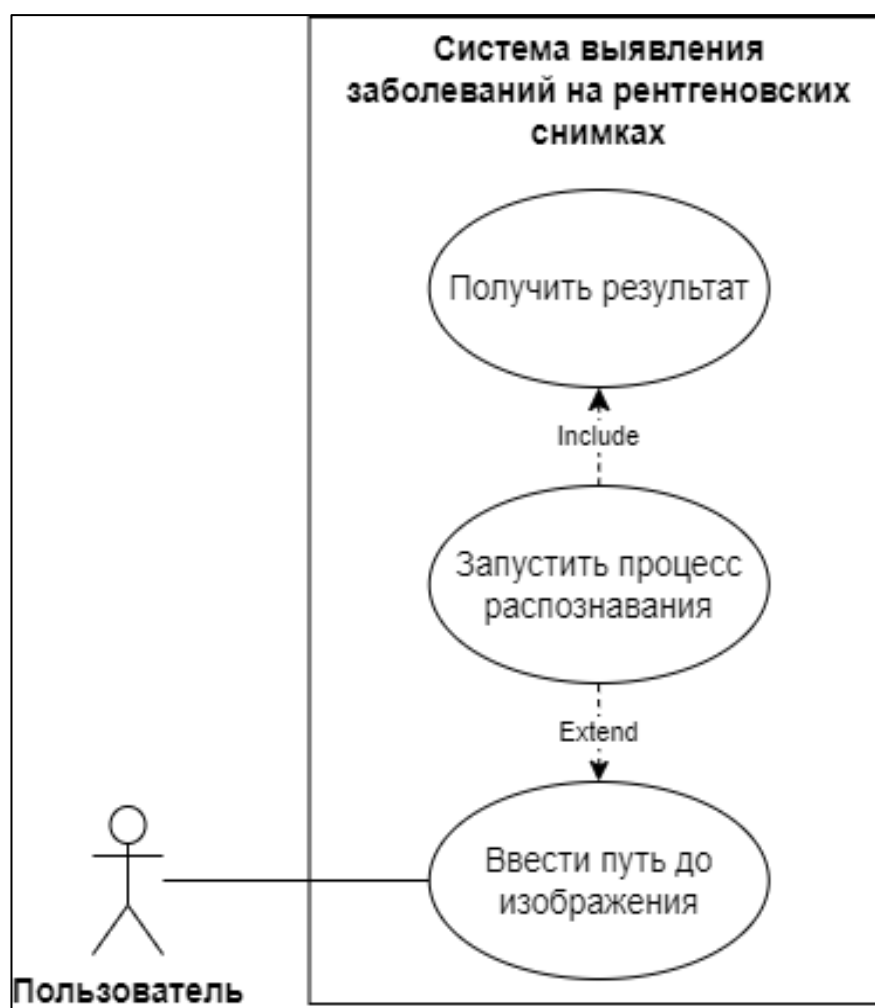 Система выявления
заболеваний на рентгеновских
снимках
Получить результат
Include
Запустить процесс
распознавания
Extend
Ввести путь до
изображения
Пользователь